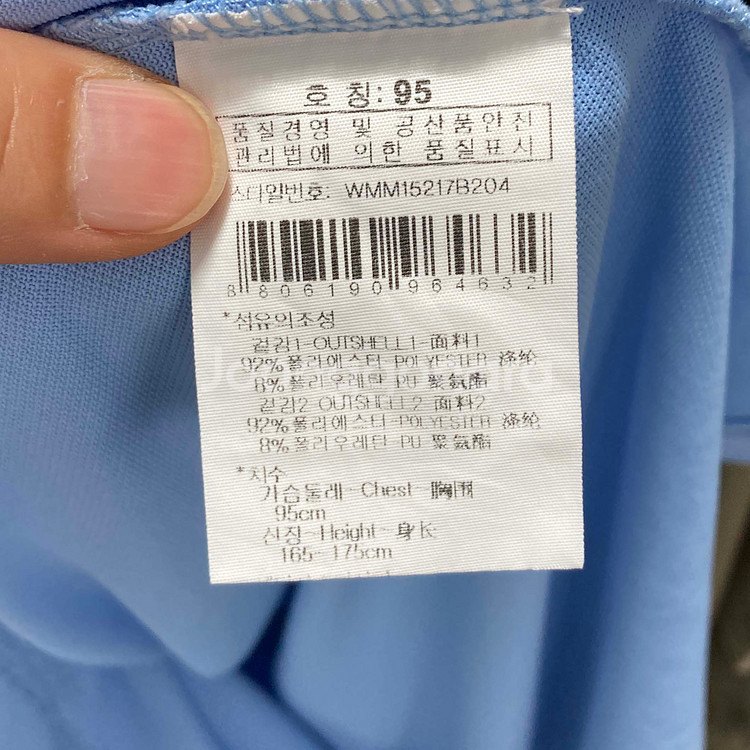 호 칭: 95
품질경영 및 공산품안전
관리법에 의한 품질표시
스타일번호: WMM15217B204
8806190964632
*섬유의조성
겉감1-OUTSHELL1-面料1
92%폴리에스터-POLYESTER-涤纶
8%폴리우레탄-PU-聚氨酯
겉감2-OUTSHELL2-面料2
92%폴리에스터-POLYESTER-涤纶
8%폴리우레탄-PU-聚氨酯
*치수
가슴둘레-Chest-胸围
95cm
신장-Height-身长
165-175cm